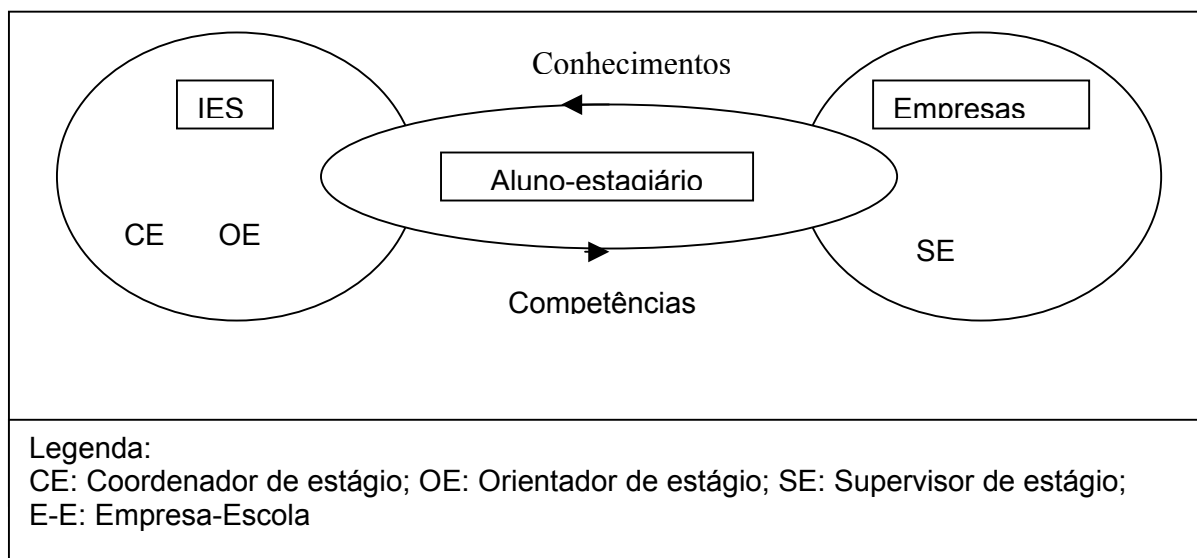 Conhecimentos
IES
Empresas
Aluno-estagiário
CE OE
SE
Competências
Legenda:
CE: Coordenador de estágio; OE: Orientador de estágio; SE: Supervisor de estágio;
E-E: Empresa-Escola